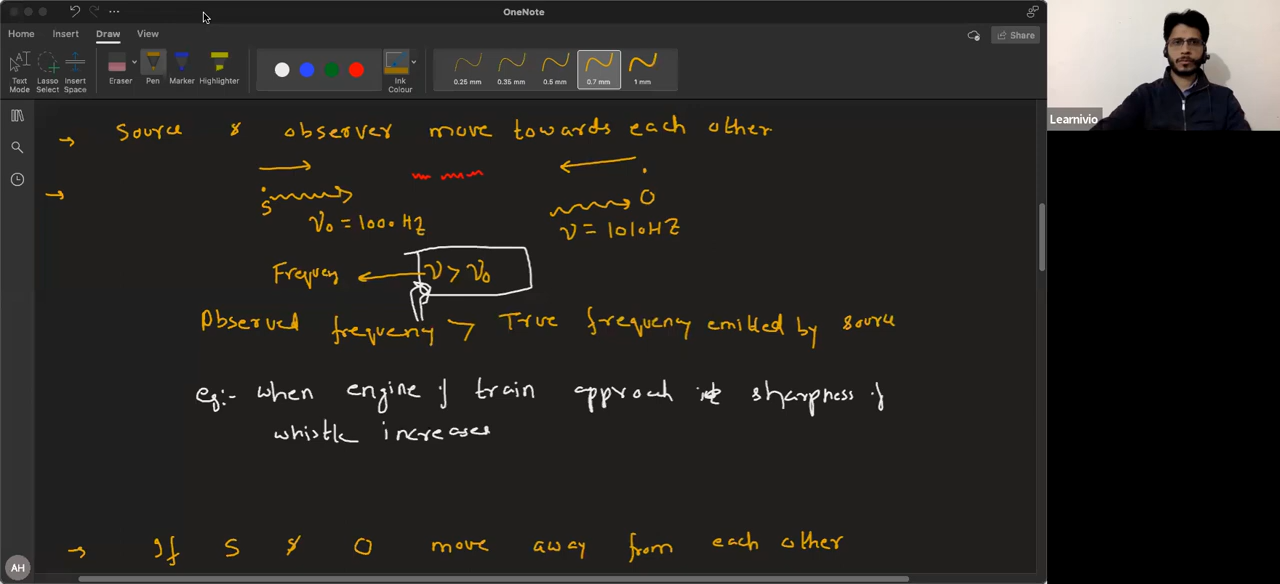 OneNote
Home Insert Draw View
Share
Text Mode
Lasso Select
Insert Space
Eraser
Pen
Marker
Highlighter
Ink Colour
0.25 mm
0.35 mm
0.5 mm
0.7 mm
1 mm
Learnivio
→ Source & observer move towards each other
→
S
O
ν₀ = 1000 HZ
ν = 1010HZ
Frequeny ← ν > ν₀
Observed frequency > True frequency emitted by source
eg:- when engine of train approach sharpness of
whistle increases
→ If S & O move away from each other
AH